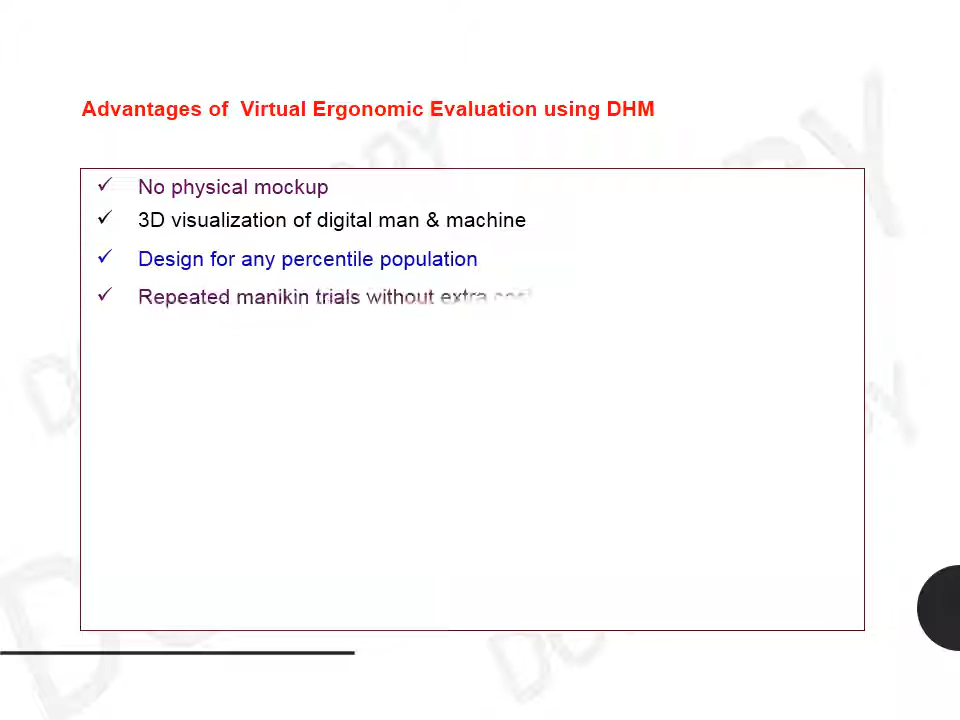 Advantages of Virtual Ergonomic Evaluation using DHM
✓ No physical mockup
✓ 3D visualization of digital man & machine
✓ Design for any percentile population
✓ Repeated manikin trials without extra